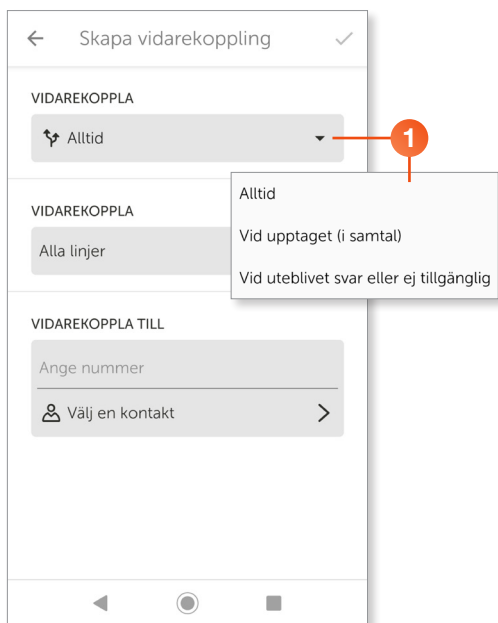 Skapa vidarekoppling
VIDAREKOPPLA
Alltid
1
Alltid
Vid upptaget (i samtal)
Vid uteblivet svar eller ej tillgänglig
VIDAREKOPPLA
Alla linjer
VIDAREKOPPLA TILL
Ange nummer
Välj en kontakt